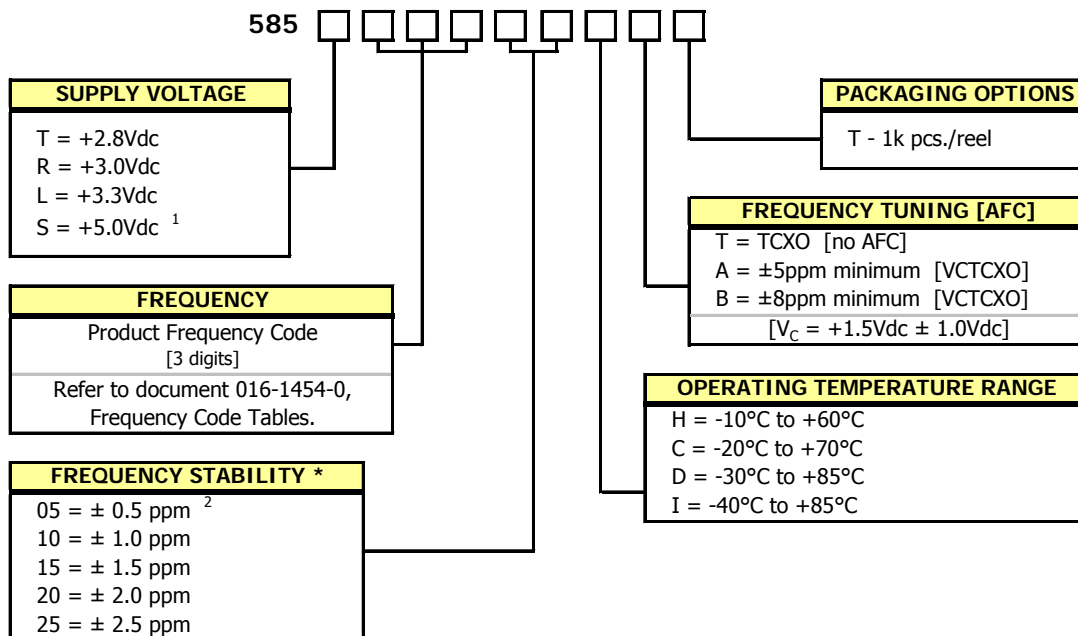 585
SUPPLY VOLTAGE
T = +2.8Vdc
R = +3.0Vdc
L = +3.3Vdc
S = +5.0Vdc 1
FREQUENCY
Product Frequency Code
[3 digits]
Refer to document 016-1454-0,
Frequency Code Tables.
FREQUENCY STABILITY *
05 = ± 0.5 ppm 2
10 = ± 1.0 ppm
15 = ± 1.5 ppm
20 = ± 2.0 ppm
25 = ± 2.5 ppm
PACKAGING OPTIONS
T - 1k pcs./reel
FREQUENCY TUNING [AFC]
T = TCXO [no AFC]
A = ±5ppm minimum [VCTCXO]
B = ±8ppm minimum [VCTCXO]
[VC = +1.5Vdc ± 1.0Vdc]
OPERATING TEMPERATURE RANGE
H = -10°C to +60°C
C = -20°C to +70°C
D = -30°C to +85°C
I = -40°C to +85°C